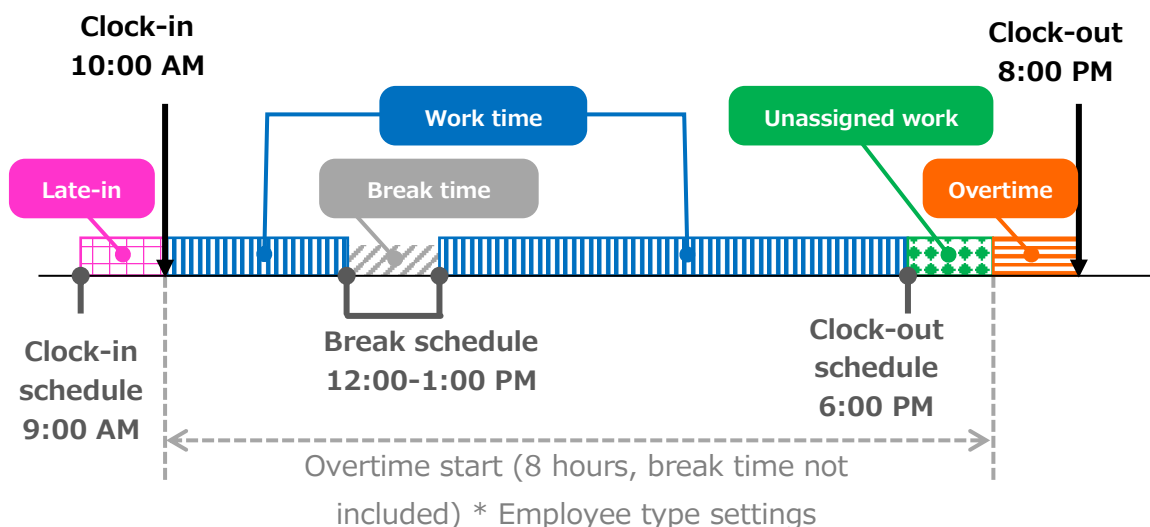 Clock-in
10:00 AM
Clock-out
8:00 PM
Work time
Unassigned work
Late-in
Break time
Overtime
Clock-in
schedule
9:00 AM
Break schedule
12:00-1:00 PM
Clock-out
schedule
6:00 PM
Overtime start (8 hours, break time not
included) * Employee type settings